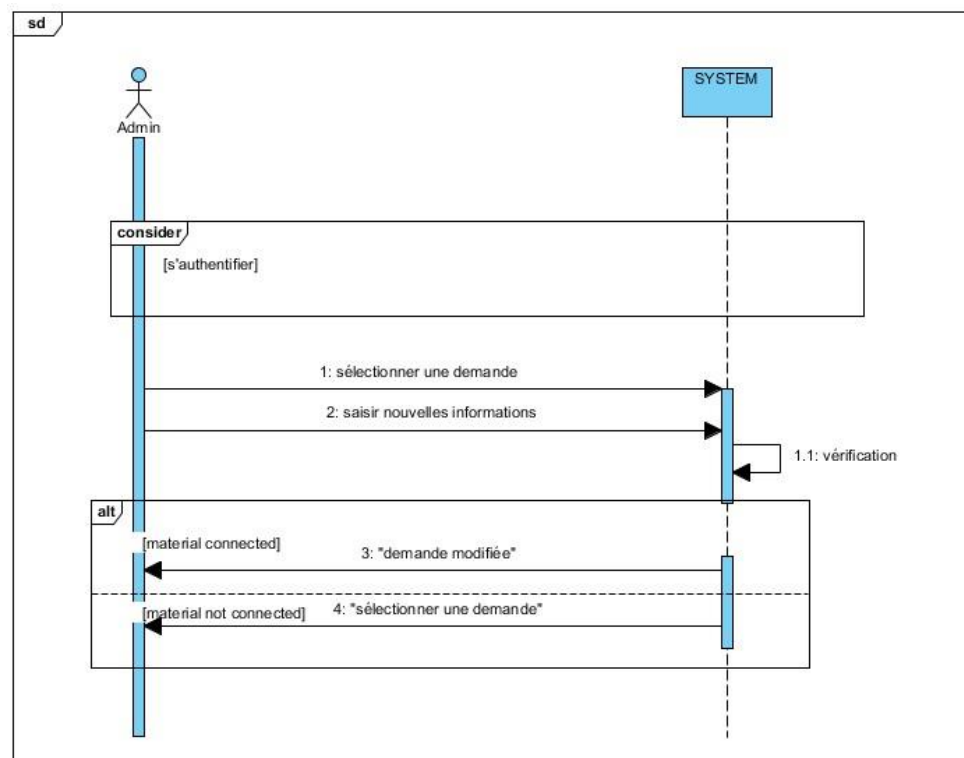 sd
SYSTEM
Admin
consider
[s'authentifier]
1: sélectionner une demande
2: saisir nouvelles informations
1.1: vérification
alt
[material connected]
3: "demande modifiée"
[material not connected]
4: "sélectionner une demande"